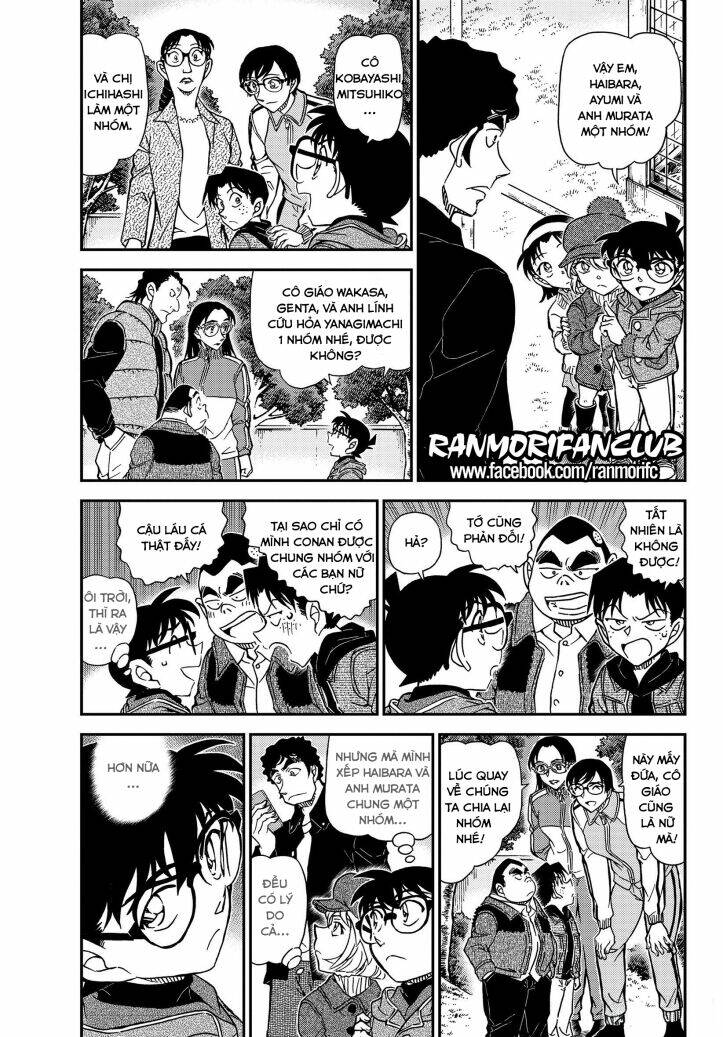 VẬY EM,
HAIBARA,
AYUMI VÀ
ANH MURATA
MỘT NHÓM!
CÔ
KOBAYASHI
MITSUHIKO
...
VÀ CHỊ
ICHIHASHI
LÀM MỘT
NHÓM.
CÔ GIÁO WAKASA,
GENTA, VÀ ANH LÍNH
CỨU HỎA YANAGIMACHI
1 NHÓM NHÉ, ĐƯỢC
KHÔNG?
RANMORIFANCLUB
www.facebook.com/ranmorifc
TẤT
NHIÊN LÀ
KHÔNG
ĐƯỢC!
TỚ CŨNG
PHẢN ĐỐI!
HẢ?
TẠI SAO CHỈ CÓ
MÌNH CONAN ĐƯỢC
CHUNG NHÓM VỚI
CÁC BẠN NỮ
CHỨ?
CẬU LÁU CÁ
THẬT ĐẤY!
ÔI TRỜI,
THÌ RA
LÀ VẬY
...
NÀY MẤY
ĐỨA, CÔ
GIÁO
CŨNG
LÀ NỮ
MÀ!
LÚC QUAY
VỀ CHÚNG
TA CHIA LẠI
NHÓM
NHÉ!
NHƯNG MÀ MÌNH
XẾP HAIBARA VÀ
ANH MURATA
CHUNG MỘT
NHÓM...
ĐỀU
CÓ LÝ
DO
CẢ...
HƠN NỮA
...